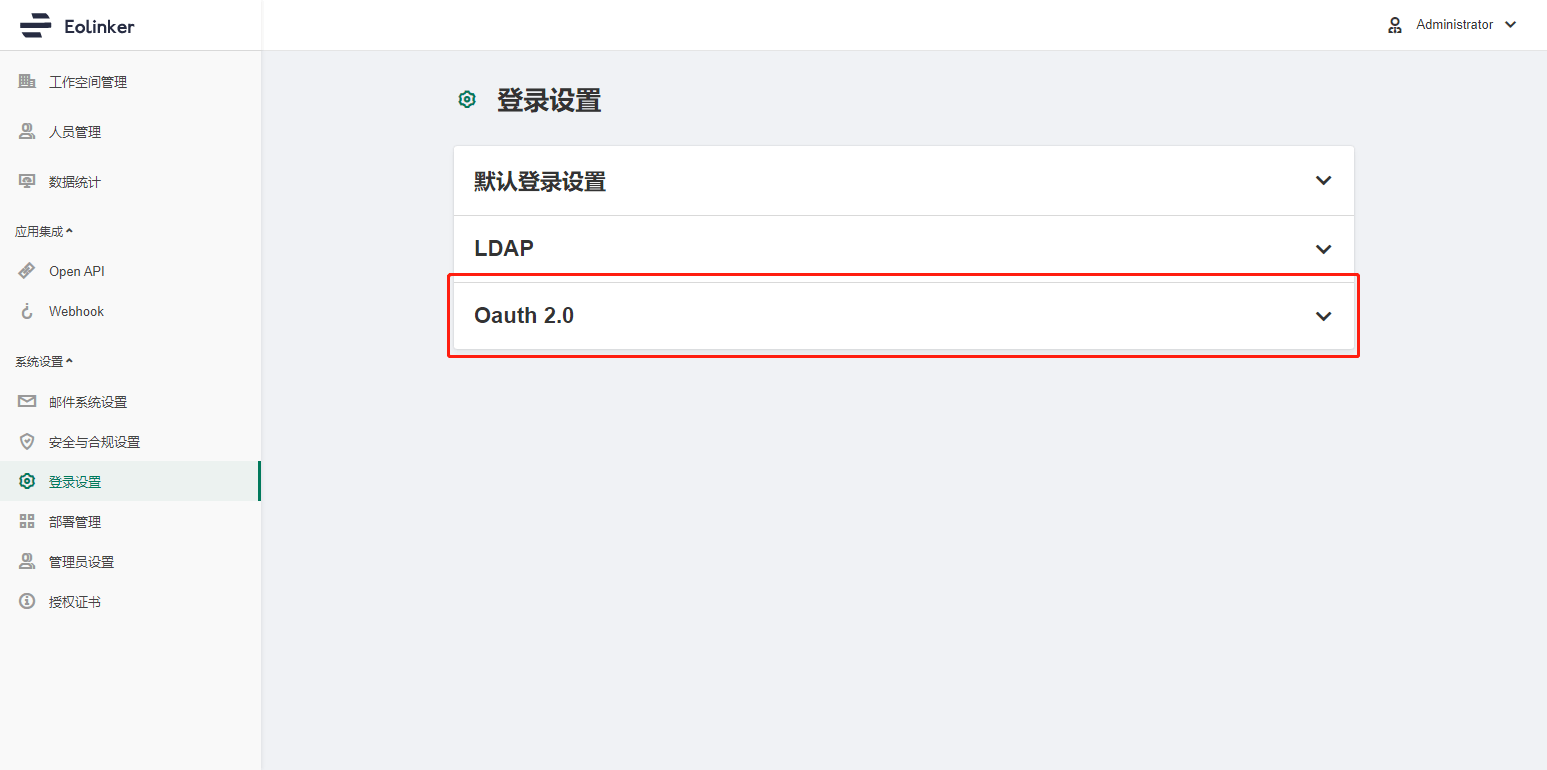 Eolinker
Administrator
工作空间管理
人员管理
数据统计
应用集成
Open API
Webhook
系统设置
邮件系统设置
安全与合规设置
登录设置
部署管理
管理员设置
授权证书
登录设置
默认登录设置
LDAP
Oauth 2.0